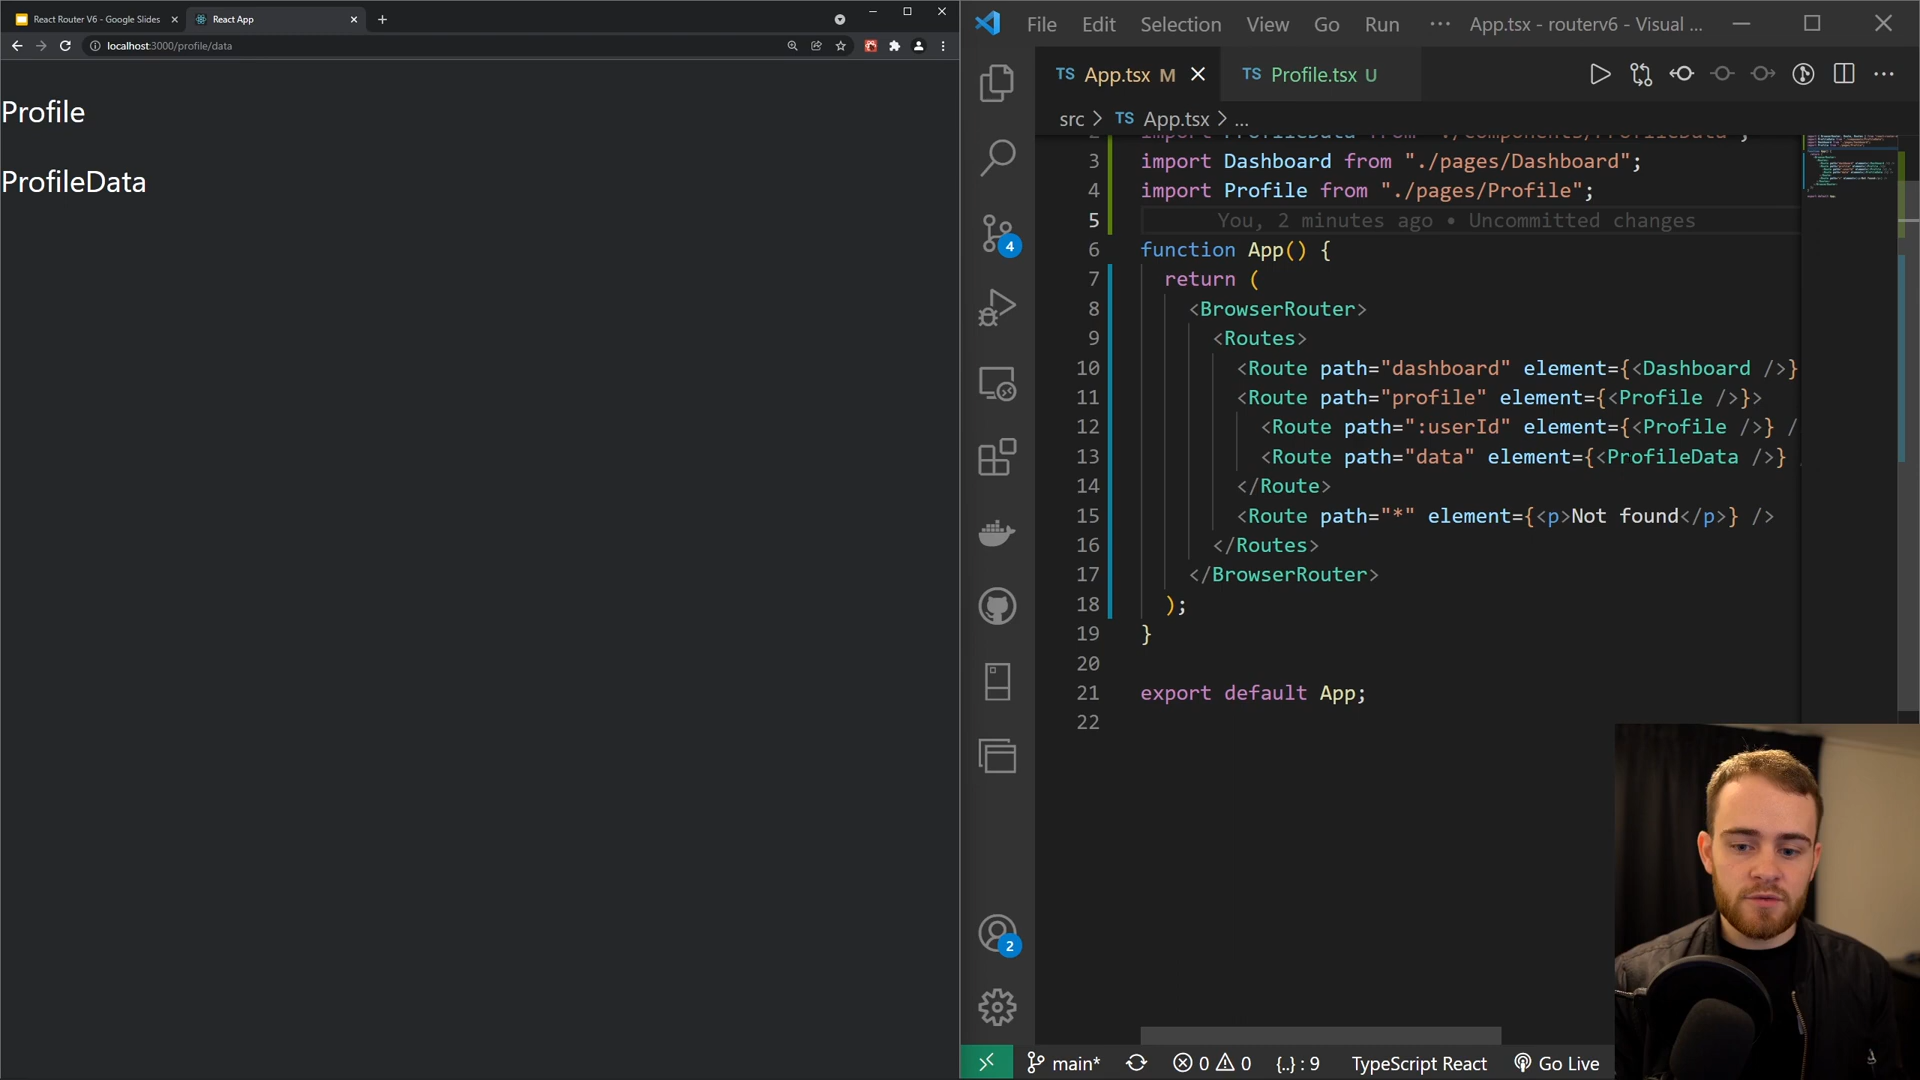 React Router V6 - Google Slides
React App
localhost:3000/profile/data
Profile
ProfileData
File Edit Selection View Go Run ··· App.tsx - routerv6 - Visual ...
TS App.tsx M
TS Profile.tsx U
src > TS App.tsx > ...
import ProfileData from "./components/ProfileData";
3 import Dashboard from "./pages/Dashboard";
4 import Profile from "./pages/Profile";
5 You, 2 minutes ago • Uncommitted changes
6 function App() {
7 return (
8 <BrowserRouter>
9 <Routes>
10 <Route path="dashboard" element={<Dashboard />}
11 <Route path="profile" element={<Profile />}>
12 <Route path=":userId" element={<Profile />} /
13 <Route path="data" element={<ProfileData />}
14 </Route>
15 <Route path="*" element={<p>Not found</p>} />
16 </Routes>
17 </BrowserRouter>
18 );
19 }
20
21 export default App;
22
4
2
main* 0 0 {..} : 9 TypeScript React Go Live